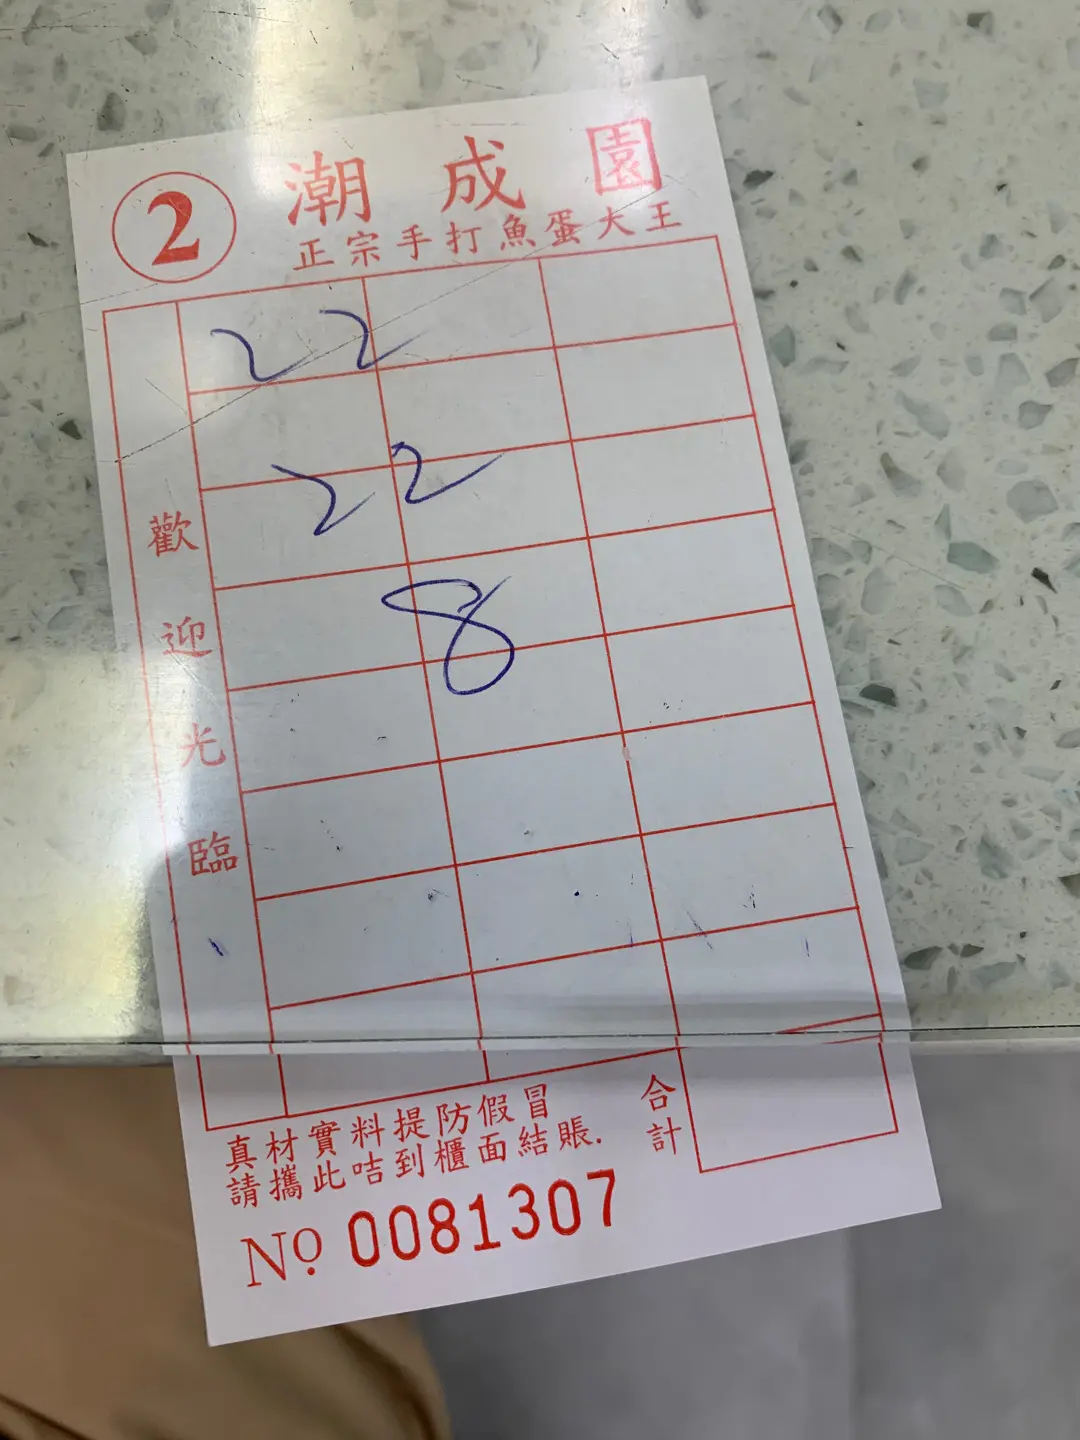 2
潮成園
正宗手打魚蛋大王
22
22
8
歡迎光臨
真材實料提防假冒
請攜此咭到櫃面結賬.
合計
Nº 0081307